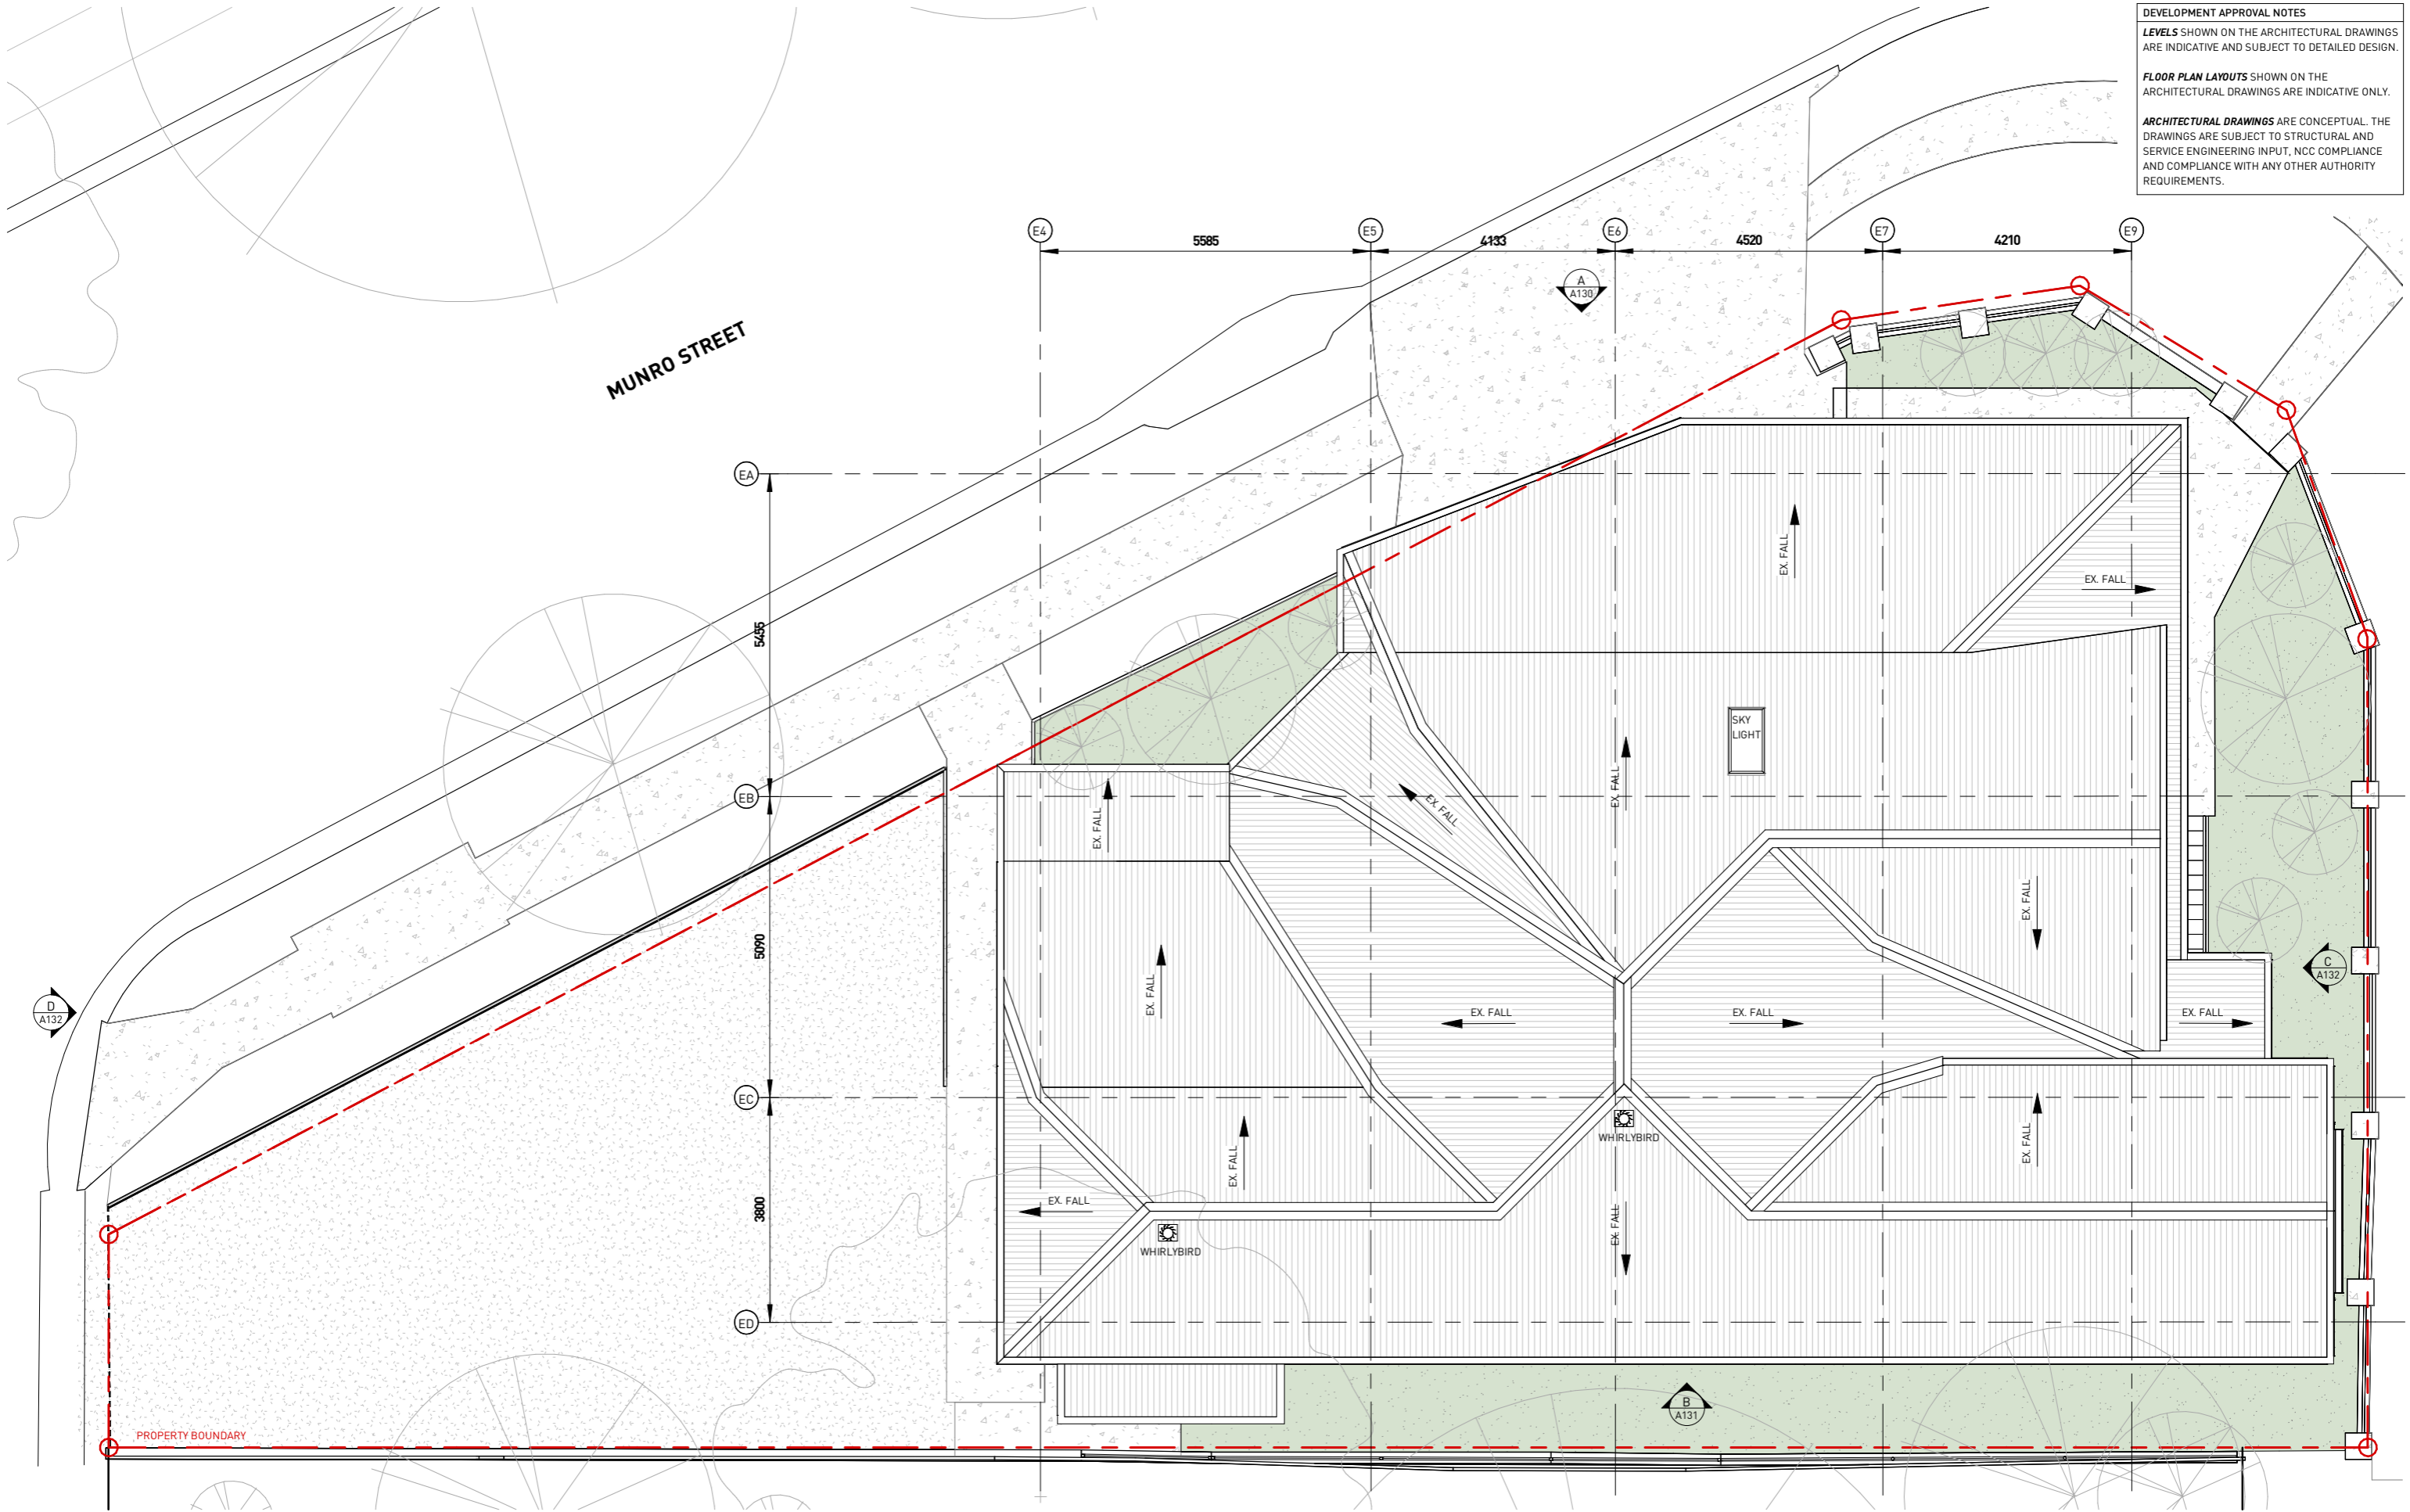 DEVELOPMENT APPROVAL NOTES
LEVELS SHOWN ON THE ARCHITECTURAL DRAWINGS
ARE INDICATIVE AND SUBJECT TO DETAILED DESIGN.
FLOOR PLAN LAYOUTS SHOWN ON THE
ARCHITECTURAL DRAWINGS ARE INDICATIVE ONLY.
ARCHITECTURAL DRAWINGS ARE CONCEPTUAL. THE
DRAWINGS ARE SUBJECT TO STRUCTURAL AND
SERVICE ENGINEERING INPUT, NCC COMPLIANCE
AND COMPLIANCE WITH ANY OTHER AUTHORITY
REQUIREMENTS.
E4
E5
E6
E7
E9
5585
4133
4520
4210
A
A130
MUNRO STREET
EA
5455
EX. FALL
EX. FALL
SKY
LIGHT
EX. FALL
EB
EX. FALL
EX. FALL
EX. FALL
5090
C
A132
D
A132
EX. FALL
EX. FALL
EX. FALL
EX. FALL
EC
WHIRLYBIRD
EX. FALL
EX. FALL
EX. FALL
3800
EX. FALL
WHIRLYBIRD
ED
B
A131
PROPERTY BOUNDARY